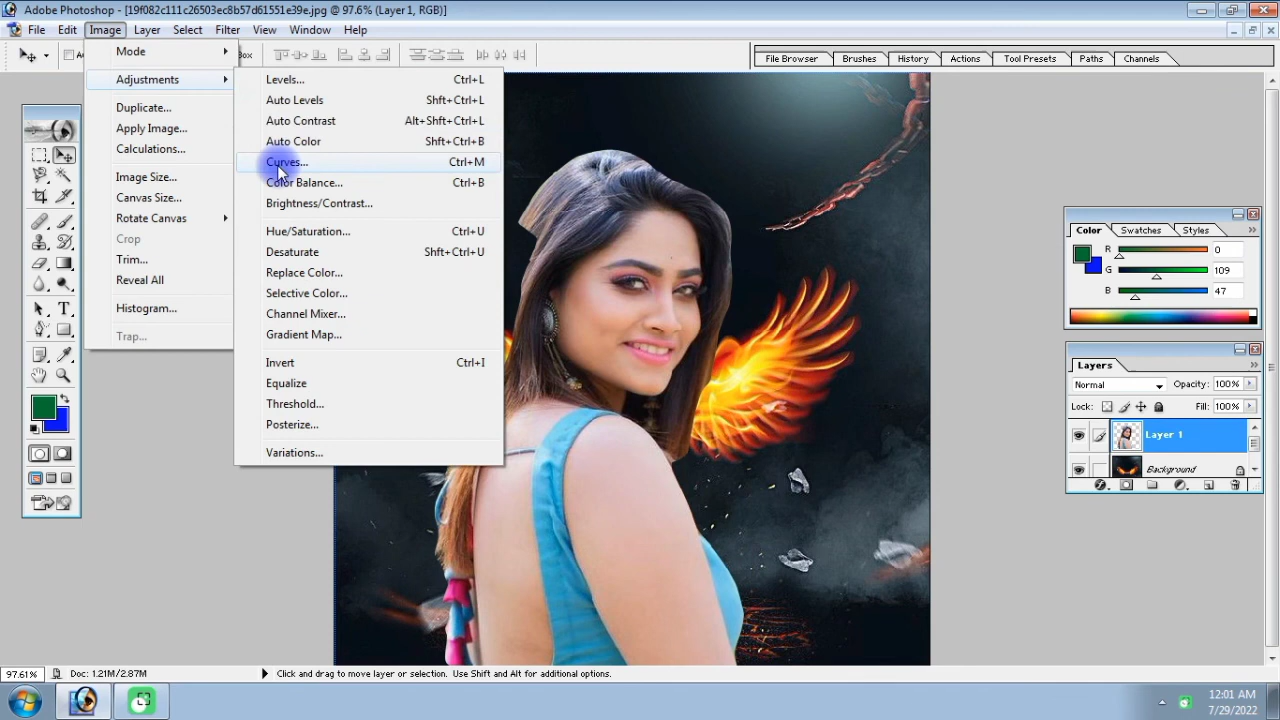 Adobe Photoshop - [19f082c111c26503ec8b57d61551e39e.jpg @ 97.6% (Layer 1, RGB)]
File Edit Image Layer Select Filter View Window Help
Box
File Browser Brushes History Actions Tool Presets Paths Channels
Mode
Adjustments
Duplicate...
Apply Image...
Calculations...
Image Size...
Canvas Size...
Rotate Canvas
Crop
Trim...
Reveal All
Histogram...
Trap...
Levels... Ctrl+L
Auto Levels Shft+Ctrl+L
Auto Contrast Alt+Shft+Ctrl+L
Auto Color Shft+Ctrl+B
Curves... Ctrl+M
Color Balance... Ctrl+B
Brightness/Contrast...
Hue/Saturation... Ctrl+U
Desaturate Shft+Ctrl+U
Replace Color...
Selective Color...
Channel Mixer...
Gradient Map...
Invert Ctrl+I
Equalize
Threshold...
Posterize...
Variations...
Color Swatches Styles
R 0
G 109
B 47
Layers
Normal Opacity: 100%
Lock: Fill: 100%
Layer 1
Background
97.61% Doc: 1.21M/2.87M Click and drag to move layer or selection. Use Shift and Alt for additional options.
12:01 AM
7/29/2022